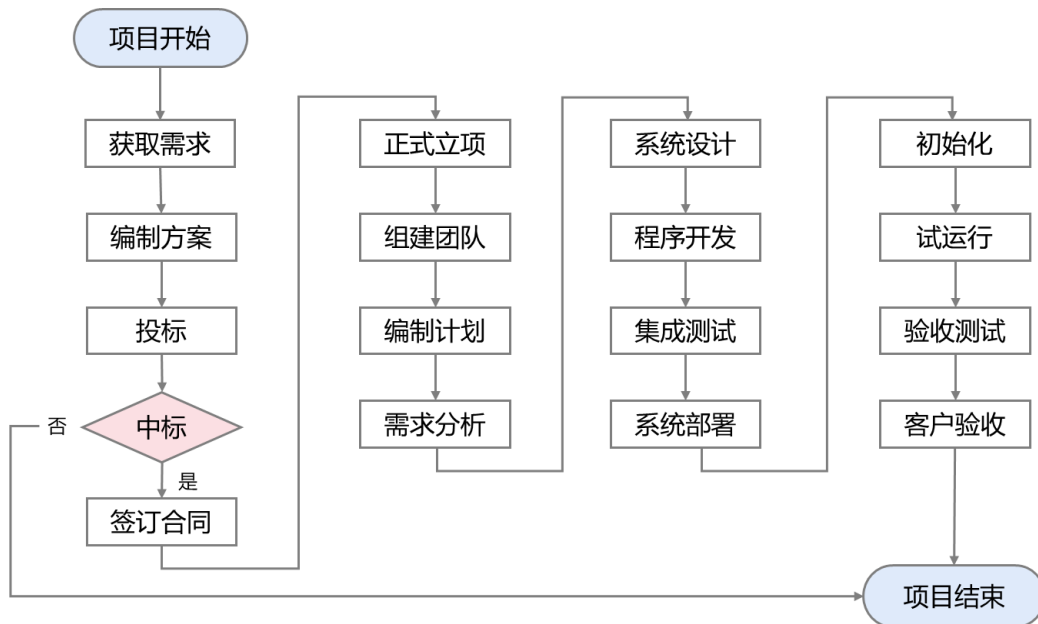 项目开始
获取需求
编制方案
投标
中标
否
是
签订合同
正式立项
组建团队
编制计划
需求分析
系统设计
程序开发
集成测试
系统部署
初始化
试运行
验收测试
客户验收
项目结束